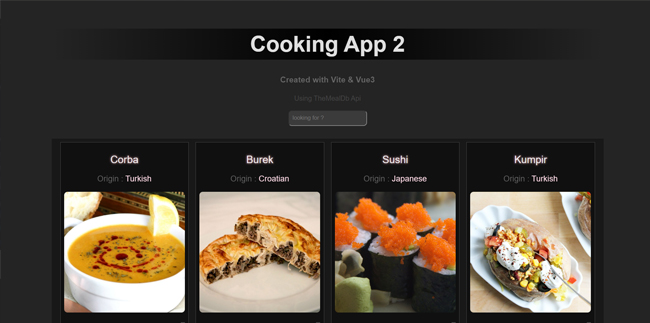 Cooking App 2
Created with Vite & Vue3
Using TheMealDB Api
looking for ?
Corba
Origin : Turkish
Burek
Origin : Croatian
Sushi
Origin : Japanese
Kumpir
Origin : Turkish